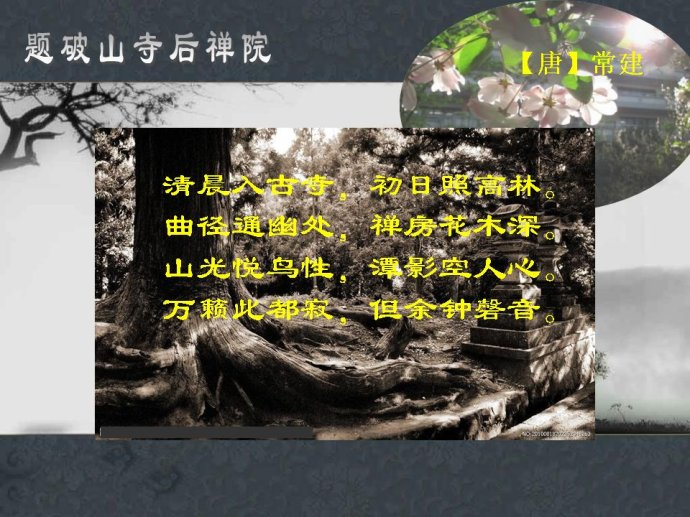 题破山寺后禅院
【唐】常建
清晨入古寺，初日照高林。
曲径通幽处，禅房花木深。
山光悦鸟性，潭影空人心。
万籁此都寂，但余钟磬音。